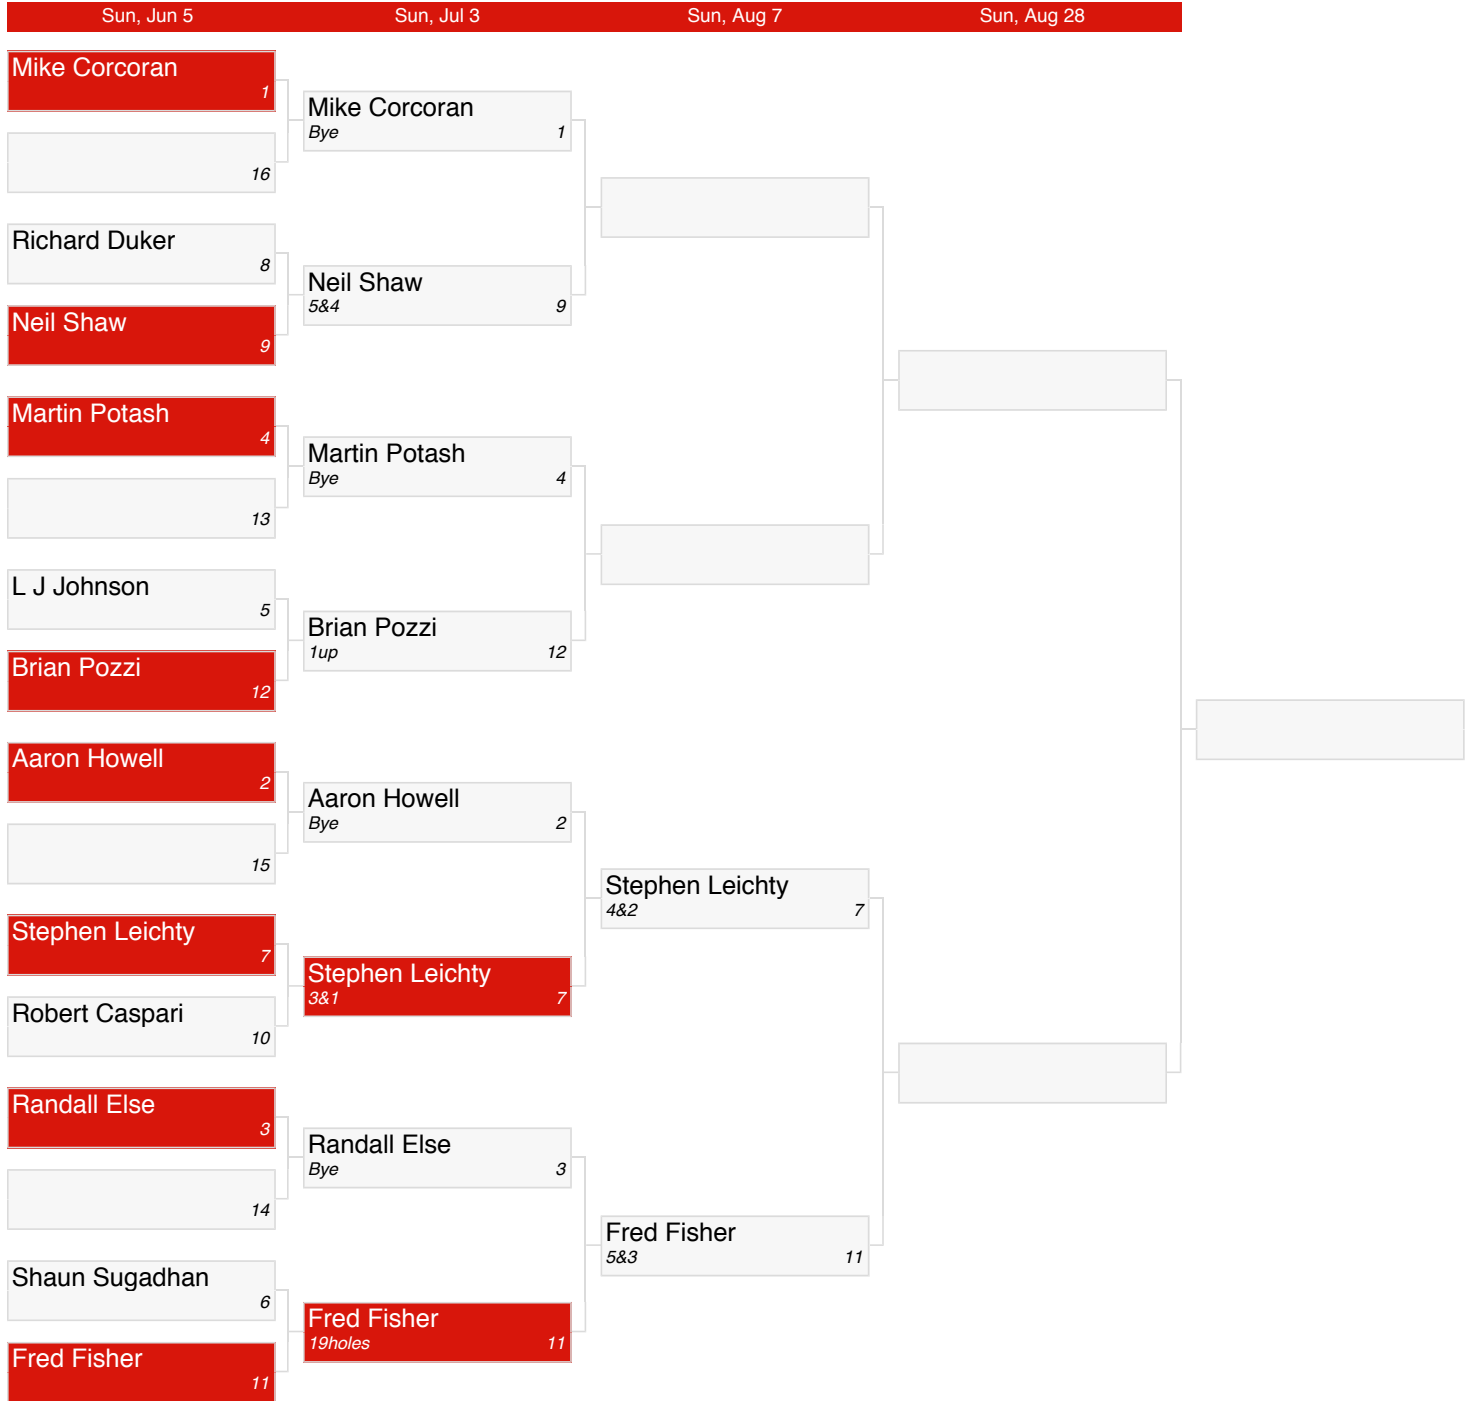 Sun, Jun 5
Sun, Jul 3
Sun, Aug 7
Sun, Aug 28
Mike Corcoran
1
16
Richard Duker
8
Neil Shaw
9
Martin Potash
4
13
L J Johnson
5
Brian Pozzi
12
Aaron Howell
2
15
Stephen Leichty
7
Robert Caspari
10
Randall Else
3
14
Shaun Sugadhan
6
Fred Fisher
11
Mike Corcoran
Bye 1
Neil Shaw
5&4 9
Martin Potash
Bye 4
Brian Pozzi
1up 12
Aaron Howell
Bye 2
Stephen Leichty
3&1 7
Randall Else
Bye 3
Fred Fisher
19holes 11
Stephen Leichty
4&2 7
Fred Fisher
5&3 11